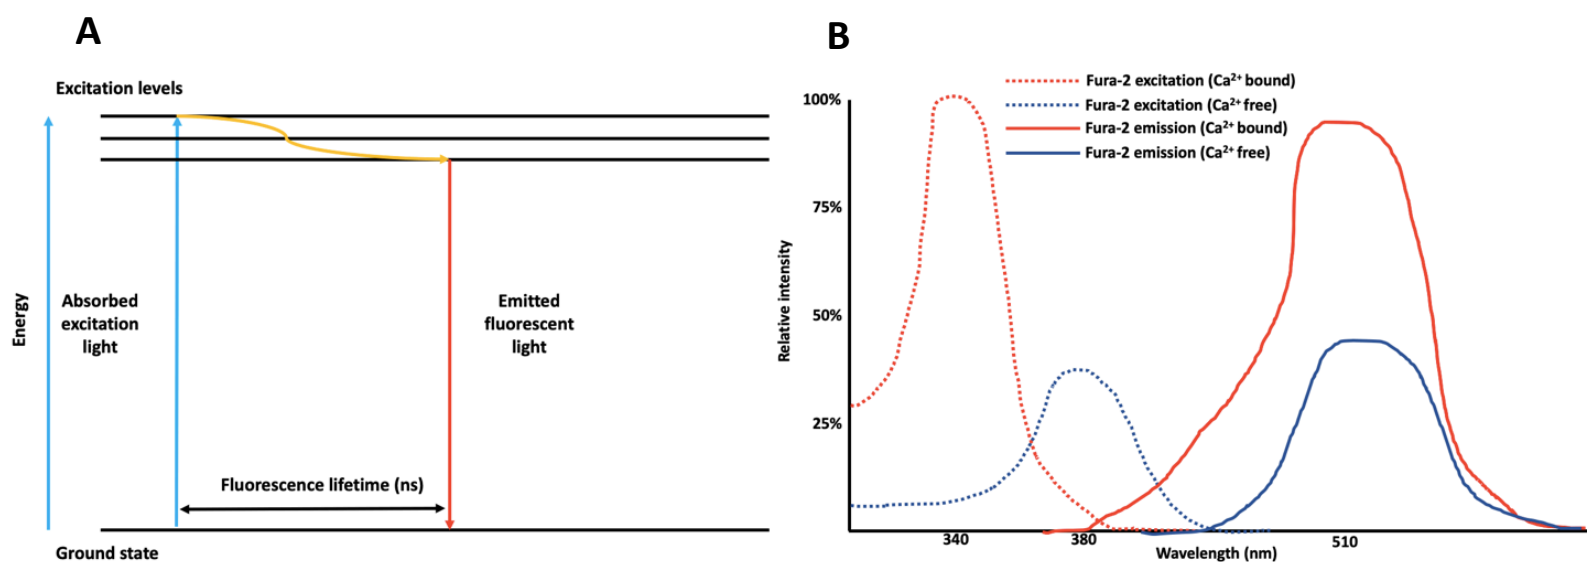 A
Excitation levels
Energy
Absorbed
excitation
light
Emitted
fluorescent
light
Fluorescence lifetime (ns)
Ground state
B
Fura-2 excitation (Ca²⁺ bound)
Fura-2 excitation (Ca²⁺ free)
Fura-2 emission (Ca²⁺ bound)
Fura-2 emission (Ca²⁺ free)
100%
75%
50%
25%
Relative intensity
340
380
510
Wavelength (nm)